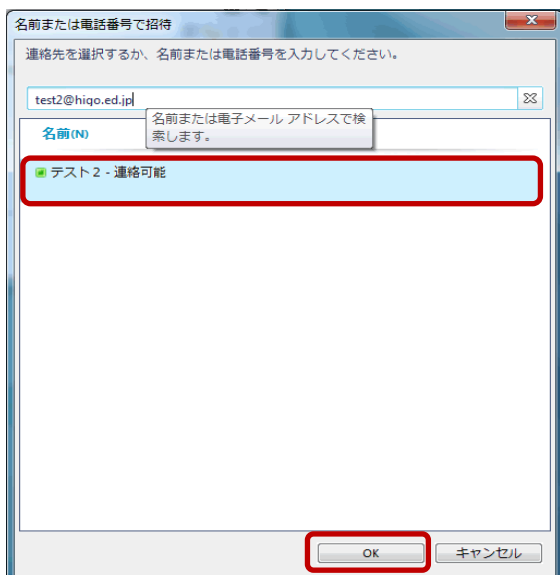 名前または電話番号で招待
連絡先を選択するか、名前または電話番号を入力してください。
test2@higo.ed.jp
名前または電子メール アドレスで検
索します。
名前(N)
テスト2 - 連絡可能
OK
キャンセル